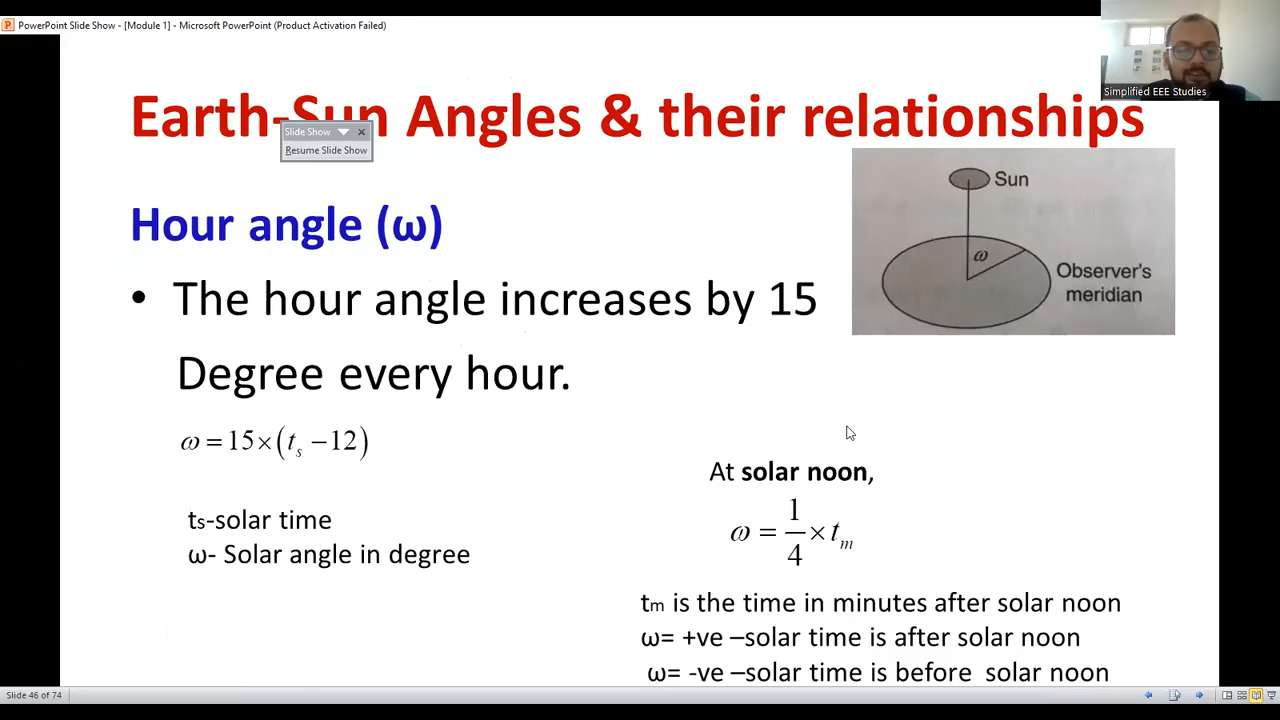 PowerPoint Slide Show - [Module 1] - Microsoft PowerPoint (Product Activation Failed)
Simplified EEE Studies
Earth-Sun Angles & their relationships
Slide Show
Resume Slide Show
Sun
Hour angle (ω)
ω
Observer's
meridian
• The hour angle increases by 15
Degree every hour.
ω = 15×(ts −12)
At solar noon,
ω = 1/4 × tm
ts-solar time
ω- Solar angle in degree
tm is the time in minutes after solar noon
ω= +ve –solar time is after solar noon
ω= -ve –solar time is before solar noon
Slide 46 of 74